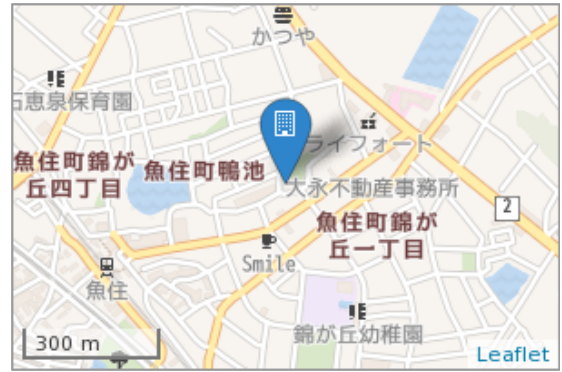 かつや
石恵泉保育園
ライフォート
魚住町錦が
丘四丁目
魚住町鴨池
大永不動産事務所
2
魚住町錦が
丘一丁目
Smile
魚住
錦が丘幼稚園
300 m
Leaflet